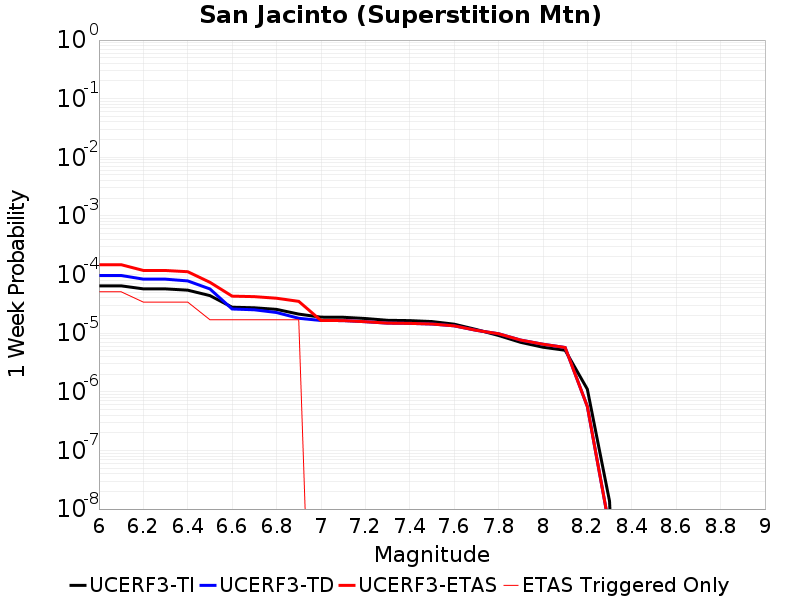 San Jacinto (Superstition Mtn)
10^0
10^-1
10^-2
10^-3
10^-4
10^-5
10^-6
10^-7
10^-8
1 Week Probability
6 6.2 6.4 6.6 6.8 7 7.2 7.4 7.6 7.8 8 8.2 8.4 8.6 8.8 9
Magnitude
UCERF3-TI UCERF3-TD UCERF3-ETAS ETAS Triggered Only